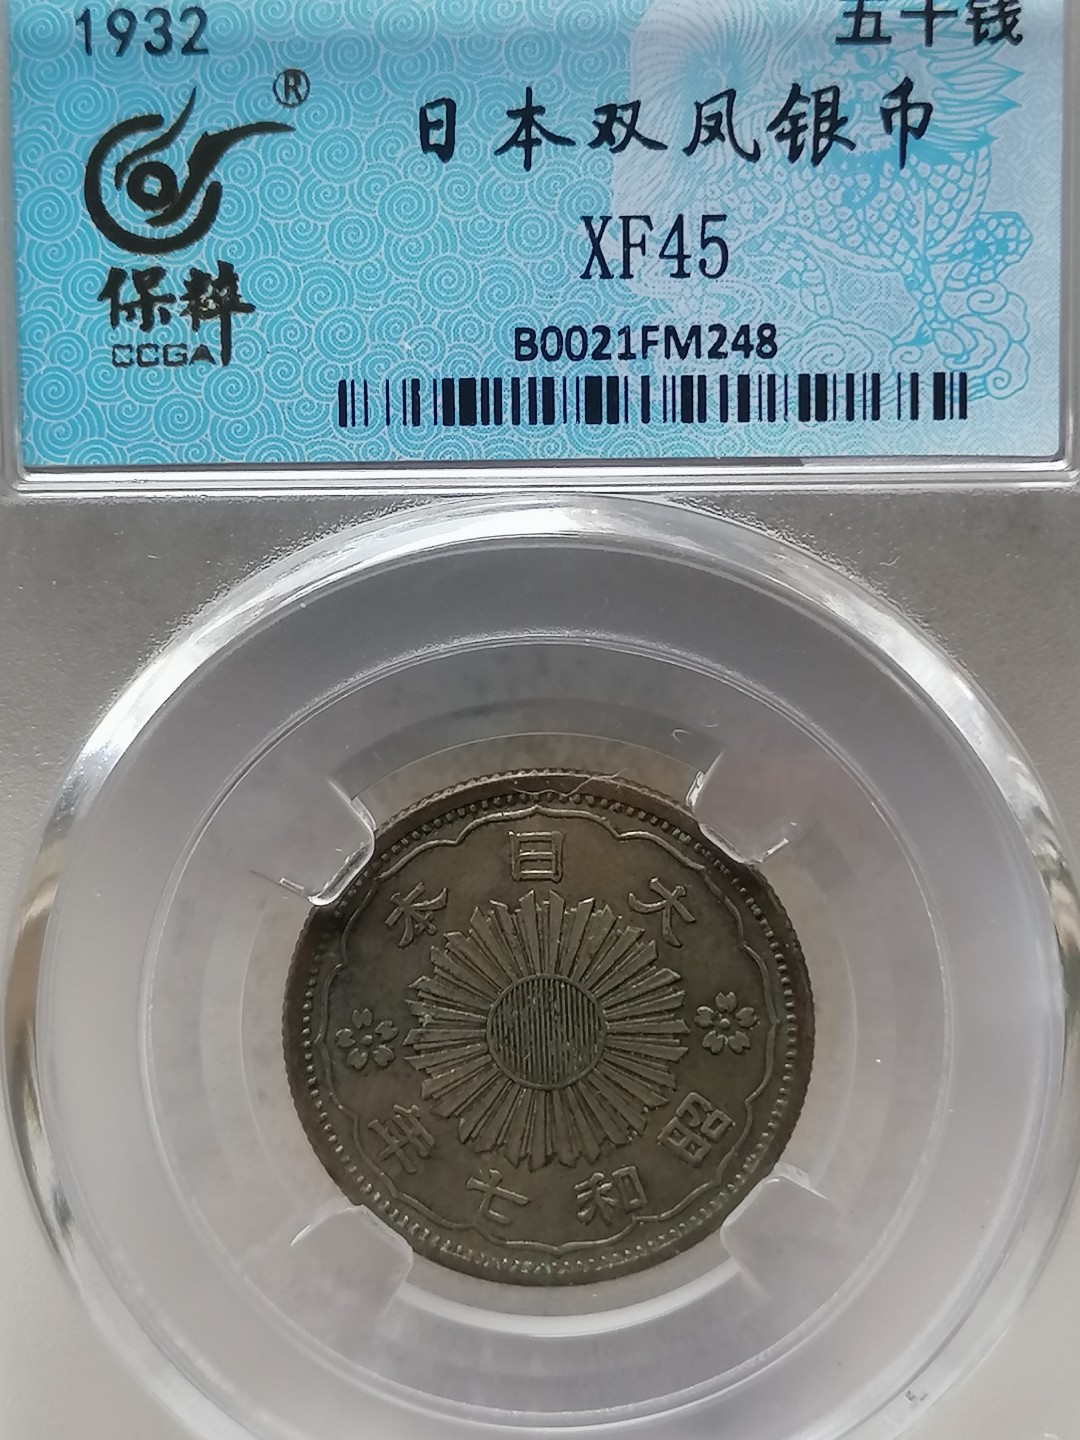 1932 五十钱
®
日本双凤银币
保粹
CCGA
XF45
B0021FM248
大日本
昭和七年